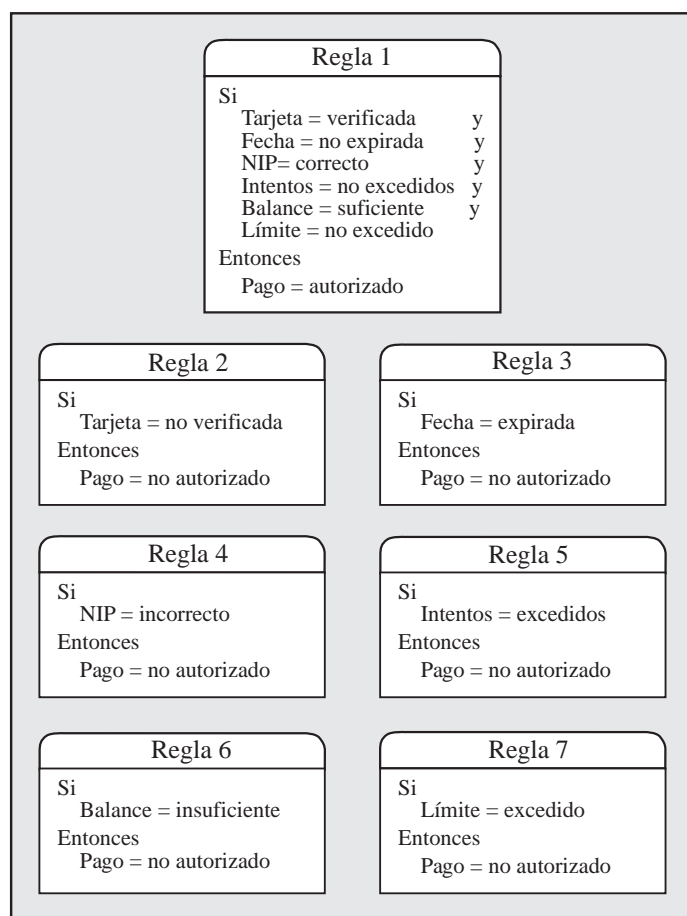 Regla 1
Si
Tarjeta = verificada y
Fecha = no expirada y
NIP= correcto y
Intentos = no excedidos y
Balance = suficiente y
Límite = no excedido
Entonces
Pago = autorizado
Regla 2
Si
Tarjeta = no verificada
Entonces
Pago = no autorizado
Regla 3
Si
Fecha = expirada
Entonces
Pago = no autorizado
Regla 4
Si
NIP = incorrecto
Entonces
Pago = no autorizado
Regla 5
Si
Intentos = excedidos
Entonces
Pago = no autorizado
Regla 6
Si
Balance = insuficiente
Entonces
Pago = no autorizado
Regla 7
Si
Límite = excedido
Entonces
Pago = no autorizado